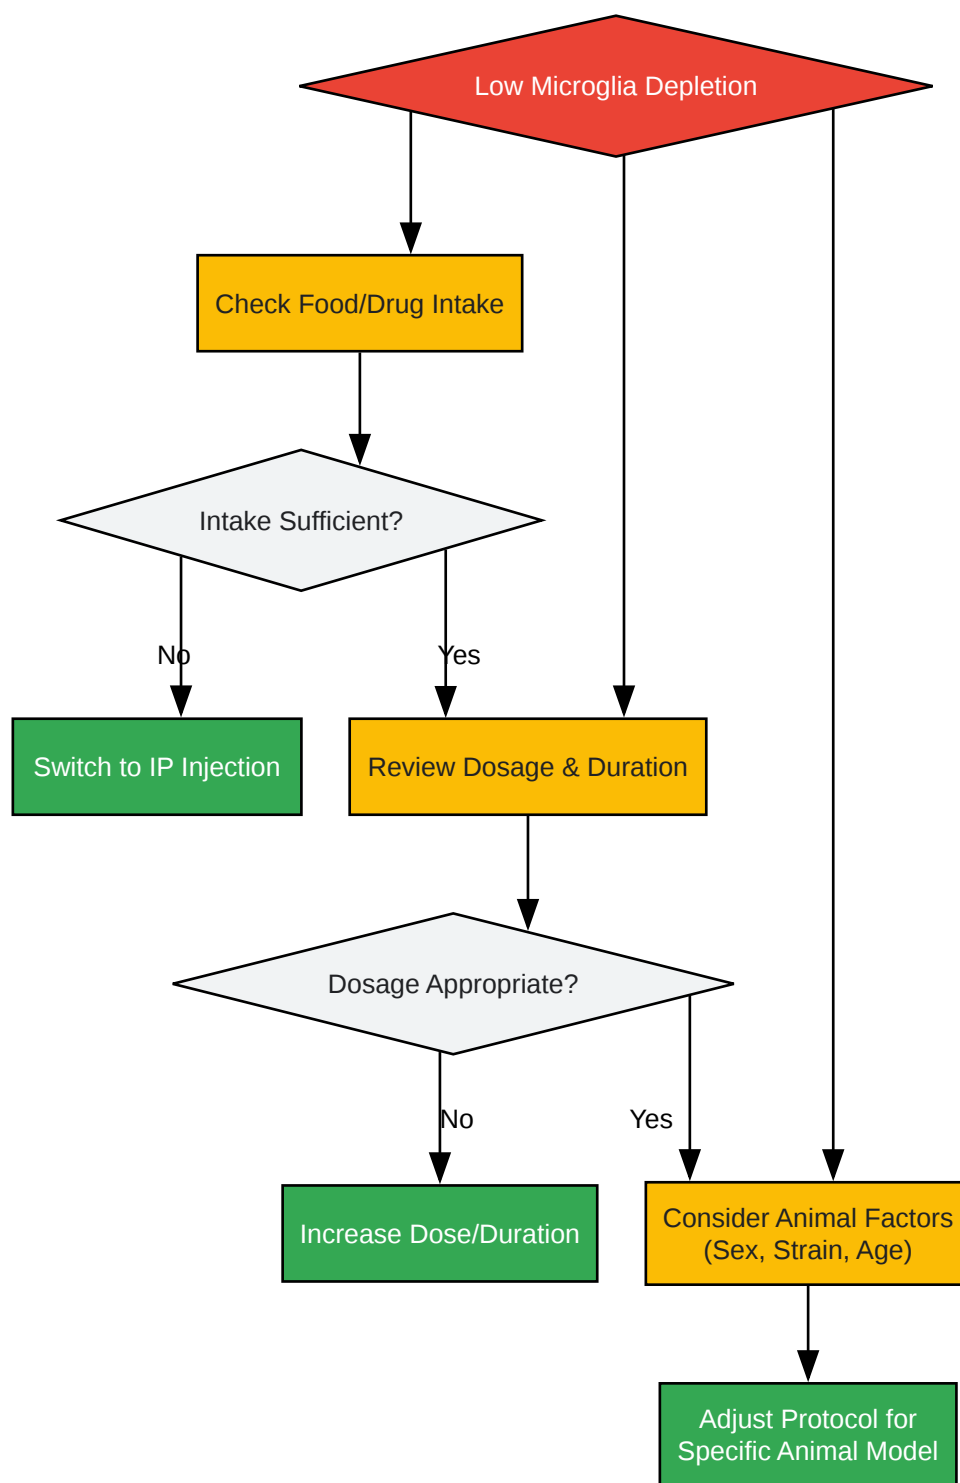 Low Microglia Depletion
Check Food/Drug Intake
Intake Sufficient?
No
Yes
Switch to IP Injection
Review Dosage & Duration
Dosage Appropriate?
No
Yes
Increase Dose/Duration
Consider Animal Factors
(Sex, Strain, Age)
Adjust Protocol for
Specific Animal Model